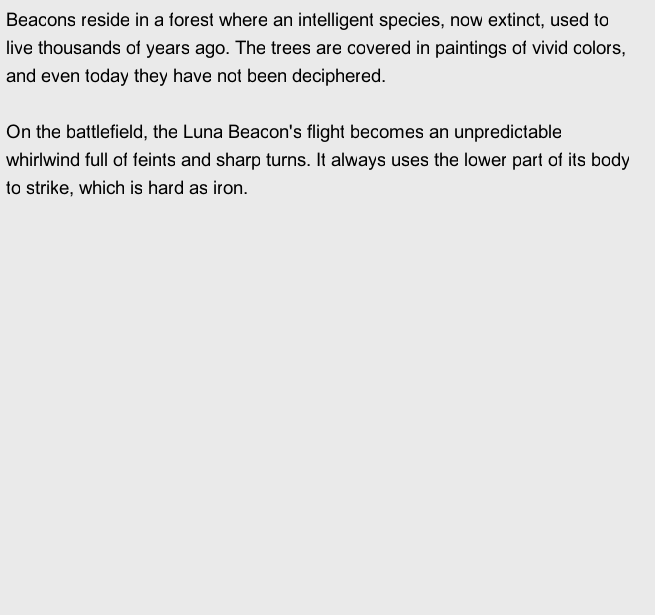 Beacons reside in a forest where an intelligent species, now extinct, used to
live thousands of years ago. The trees are covered in paintings of vivid colors,
and even today they have not been deciphered.
On the battlefield, the Luna Beacon's flight becomes an unpredictable
whirlwind full of feints and sharp turns. It always uses the lower part of its body
to strike, which is hard as iron.